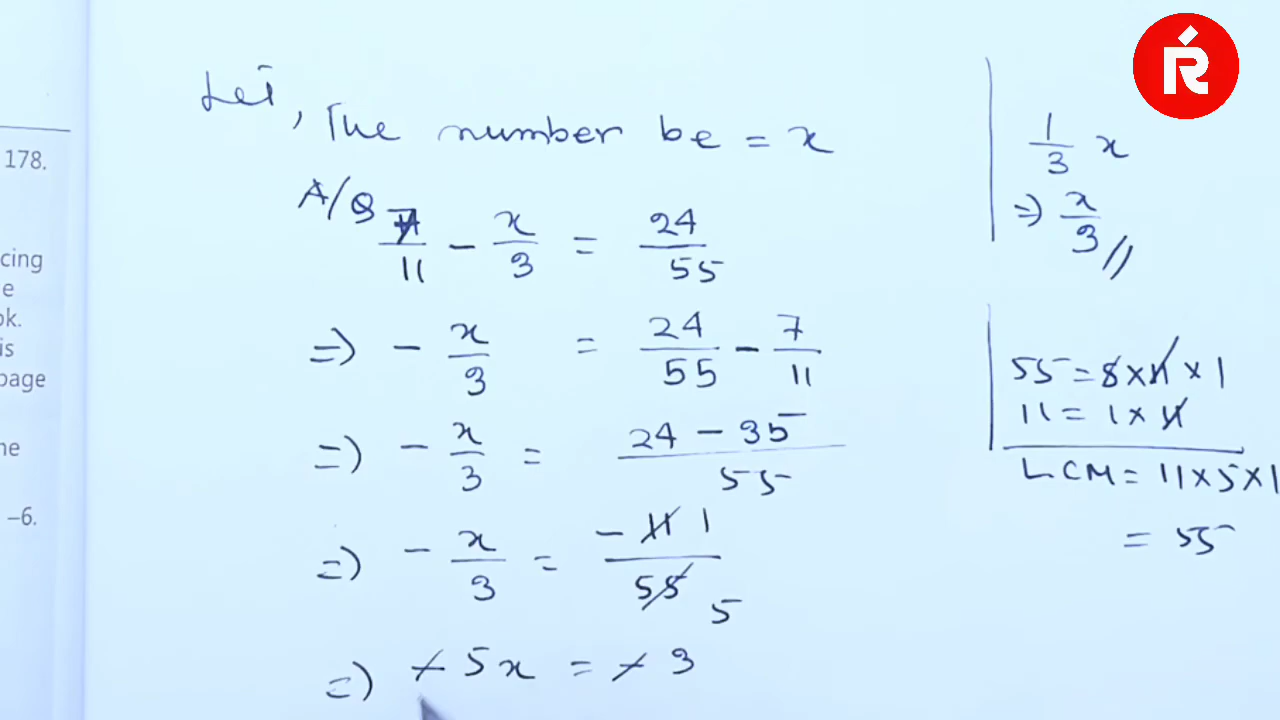 178.
cing
e
ok.
is
page
ne
-6.
Let, The number be = x
A/Q 7/11 - x/3 = 24/55
=> - x/3 = 24/55 - 7/11
=> - x/3 = 24 - 35/55
=> - x/3 = - 11 1/55 5
=> - 5x = - 3
1/3 x
=> x/3 //
55 = 5 × 11 × 1
11 = 1 × 11
LCM = 11 × 5 × 1
= 55
R